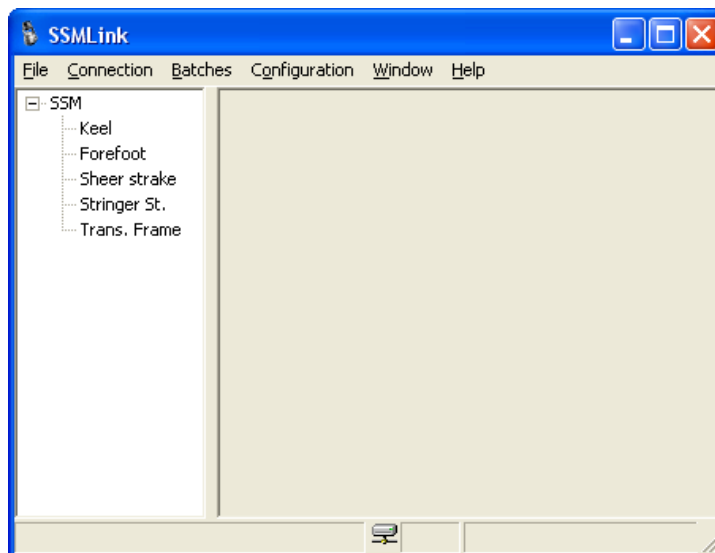 SSMLink
File Connection Batches Configuration Window Help
SSM
Keel
Forefoot
Sheer strake
Stringer St.
Trans. Frame